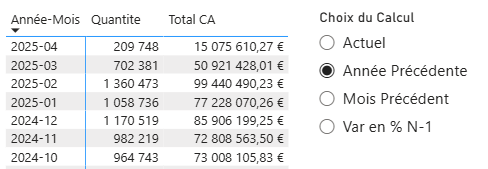 Année-Mois Quantite Total CA
2025-04 209 748 15 075 610,27 €
2025-03 702 381 50 921 428,01 €
2025-02 1 360 473 99 440 490,23 €
2025-01 1 058 736 77 228 070,26 €
2024-12 1 170 519 85 906 199,25 €
2024-11 982 219 72 808 563,50 €
2024-10 964 743 73 008 105,83 €
Choix du Calcul
Actuel
Année Précédente
Mois Précédent
Var en % N-1